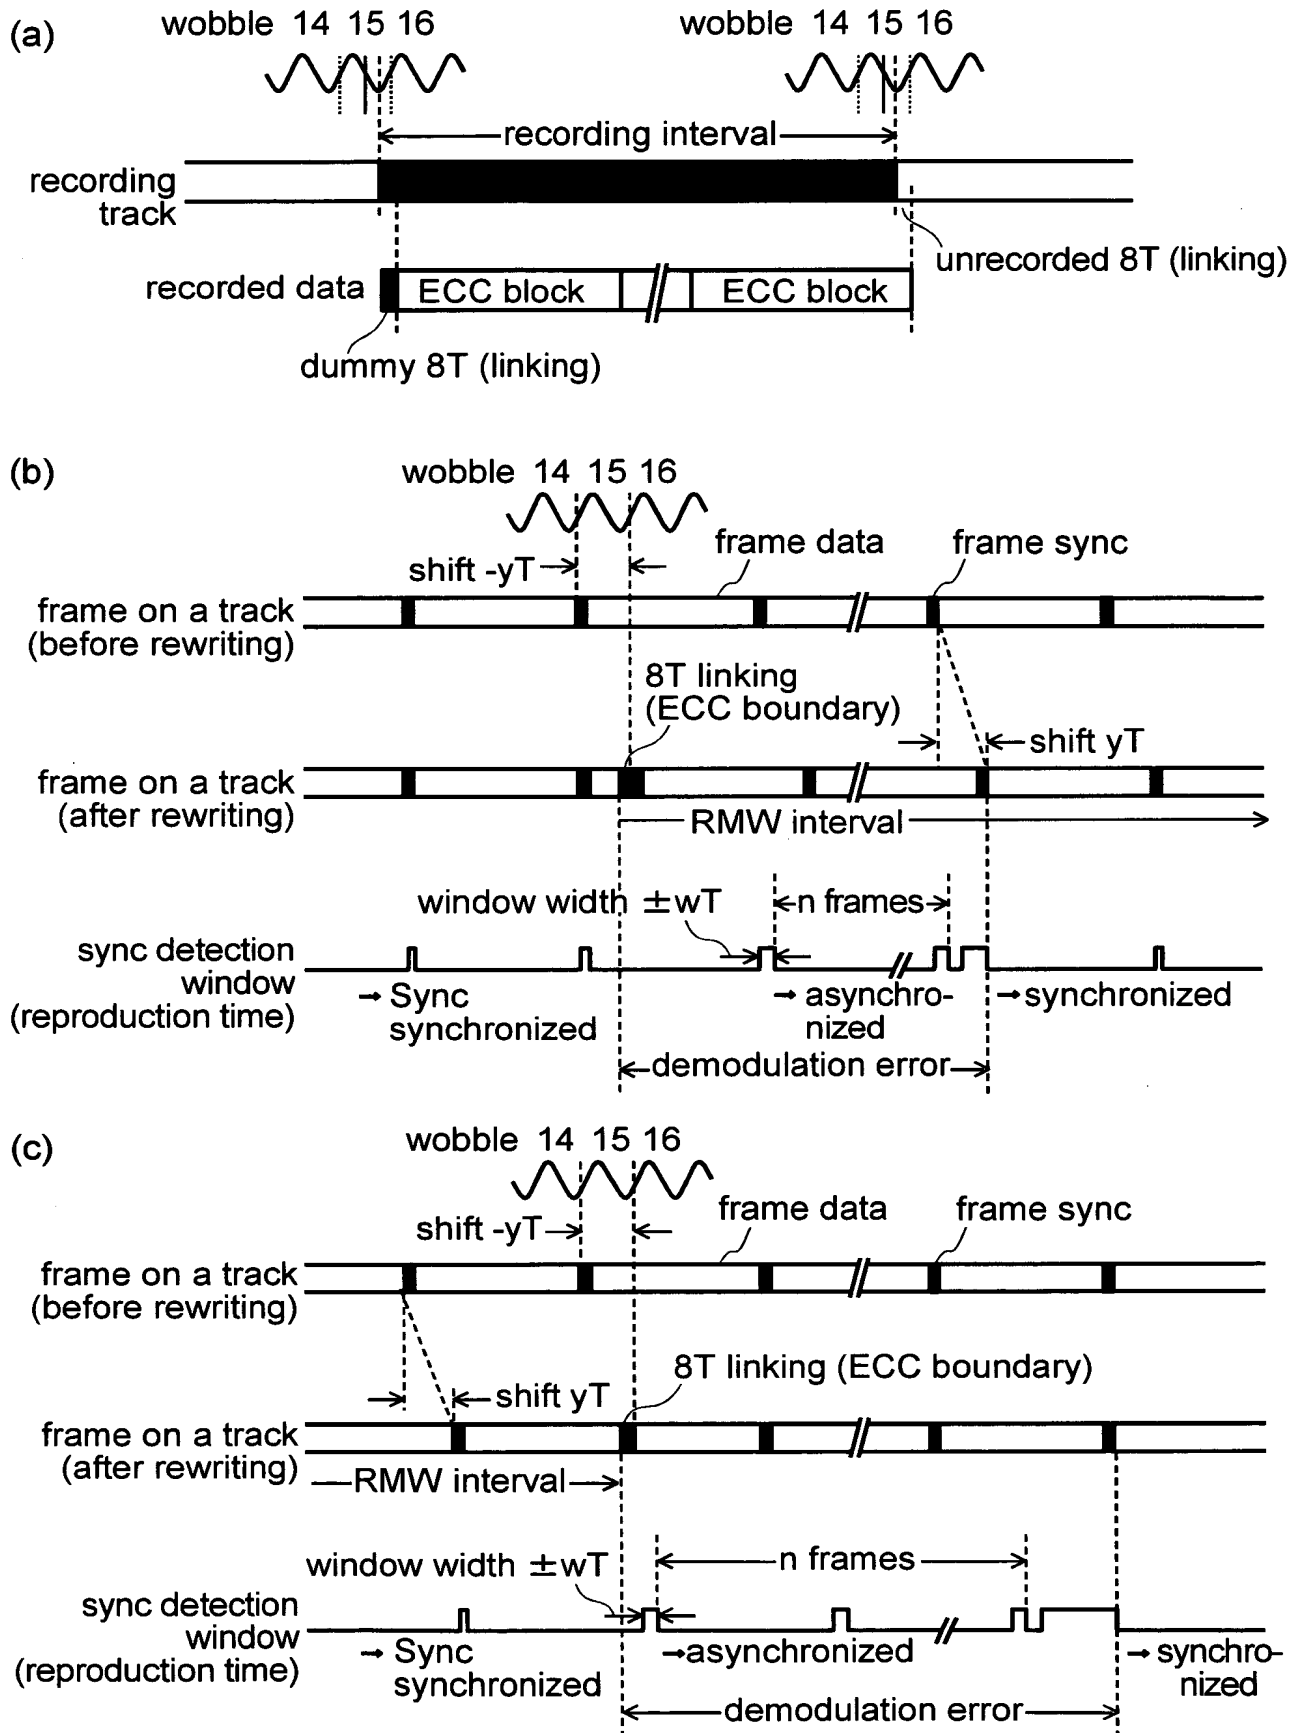 (a)
wobble 14 15 16
wobble 14 15 16
recording interval
recording
track
unrecorded 8T (linking)
recorded data
ECC block
ECC block
dummy 8T (linking)
(b)
wobble 14 15 16
frame data
frame sync
shift -yT
frame on a track
(before rewriting)
8T linking
(ECC boundary)
shift yT
frame on a track
(after rewriting)
RMW interval
window width ±wT
n frames
sync detection
window
(reproduction time)
→ Sync
synchronized
→ asynchro-
nized
→ synchronized
demodulation error
(c)
wobble 14 15 16
frame data
frame sync
shift -yT
frame on a track
(before rewriting)
8T linking (ECC boundary)
shift yT
frame on a track
(after rewriting)
RMW interval
window width ±wT
n frames
sync detection
window
(reproduction time)
→ Sync
synchronized
→asynchronized
→ synchro-
nized
demodulation error